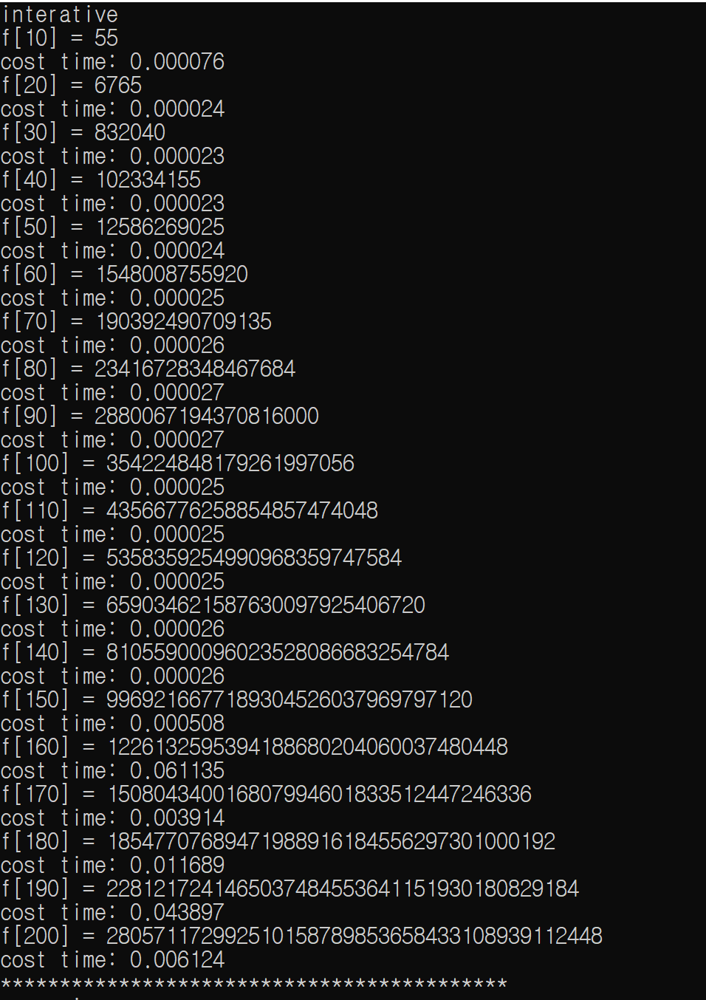 interative
f[10] = 55
cost time: 0.000076
f[20] = 6765
cost time: 0.000024
f[30] = 832040
cost time: 0.000023
f[40] = 102334155
cost time: 0.000023
f[50] = 12586269025
cost time: 0.000024
f[60] = 1548008755920
cost time: 0.000025
f[70] = 190392490709135
cost time: 0.000026
f[80] = 23416728348467684
cost time: 0.000027
f[90] = 2880067194370816000
cost time: 0.000027
f[100] = 354224848179261997056
cost time: 0.000025
f[110] = 43566776258854857474048
cost time: 0.000025
f[120] = 5358359254990968359747584
cost time: 0.000025
f[130] = 659034621587630097925406720
cost time: 0.000026
f[140] = 81055900096023528086683254784
cost time: 0.000026
f[150] = 9969216677189304526037969797120
cost time: 0.000508
f[160] = 1226132595394188680204060037480448
cost time: 0.061135
f[170] = 150804340016807994601833512447246336
cost time: 0.003914
f[180] = 18547707689471988916184556297301000192
cost time: 0.011689
f[190] = 2281217241465037484553641151930180829184
cost time: 0.043897
f[200] = 280571172992510158789853658433108939112448
cost time: 0.006124
*******************************************